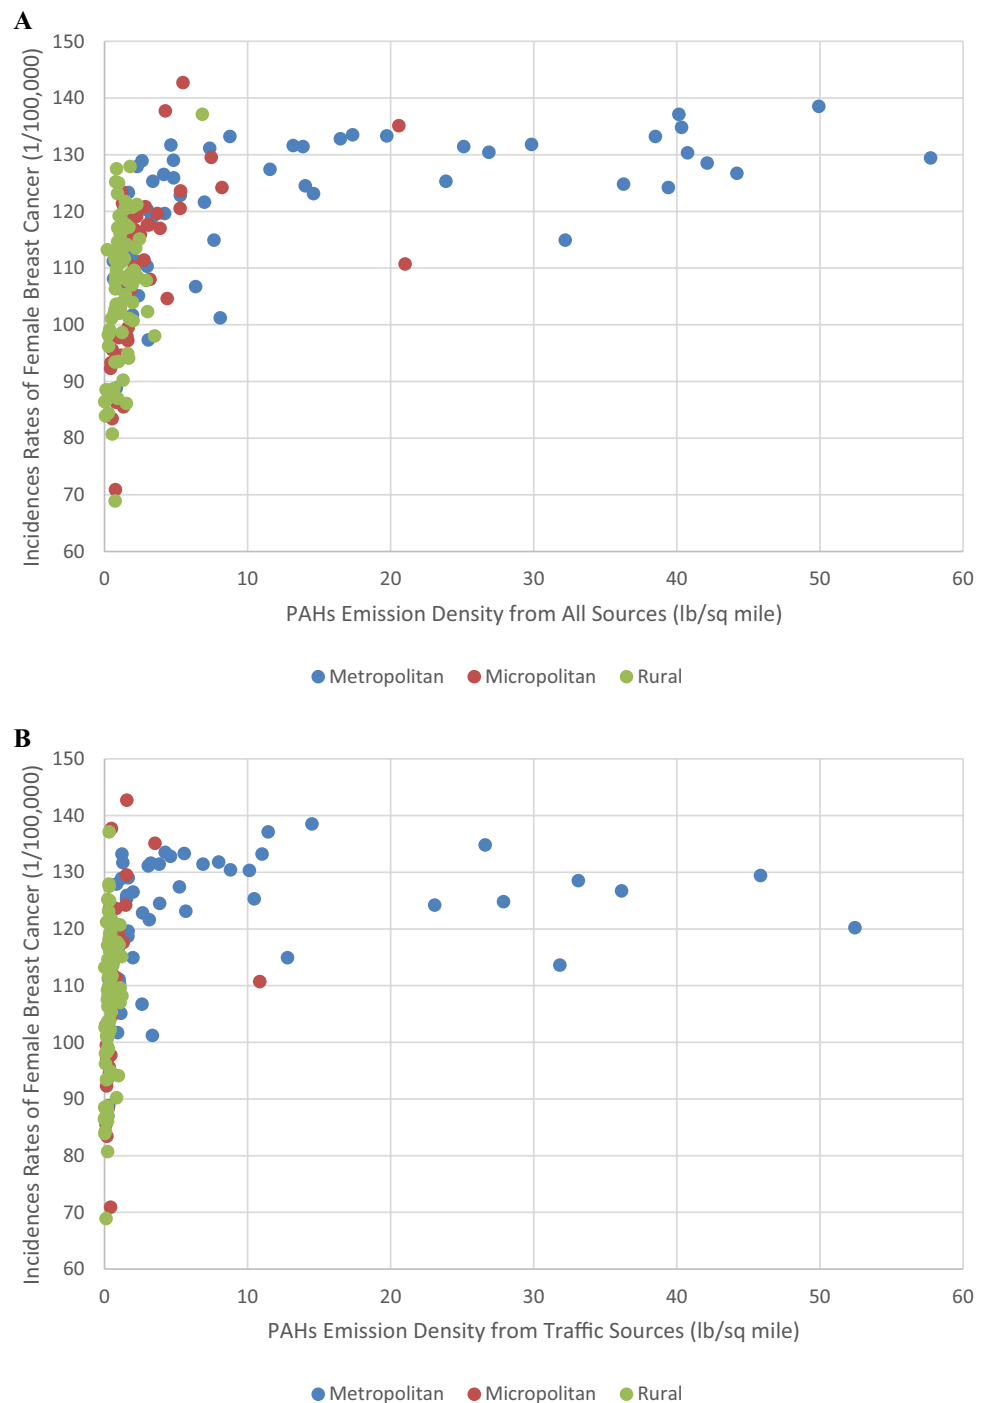 A
Incidences Rates of Female Breast Cancer (1/100,000)
150
140
130
120
110
100
90
80
70
60
0 10 20 30 40 50 60
PAHs Emission Density from All Sources (lb/sq mile)
Metropolitan Micropolitan Rural
B
Incidences Rates of Female Breast Cancer (1/100,000)
150
140
130
120
110
100
90
80
70
60
0 10 20 30 40 50 60
PAHs Emission Density from Traffic Sources (lb/sq mile)
Metropolitan Micropolitan Rural